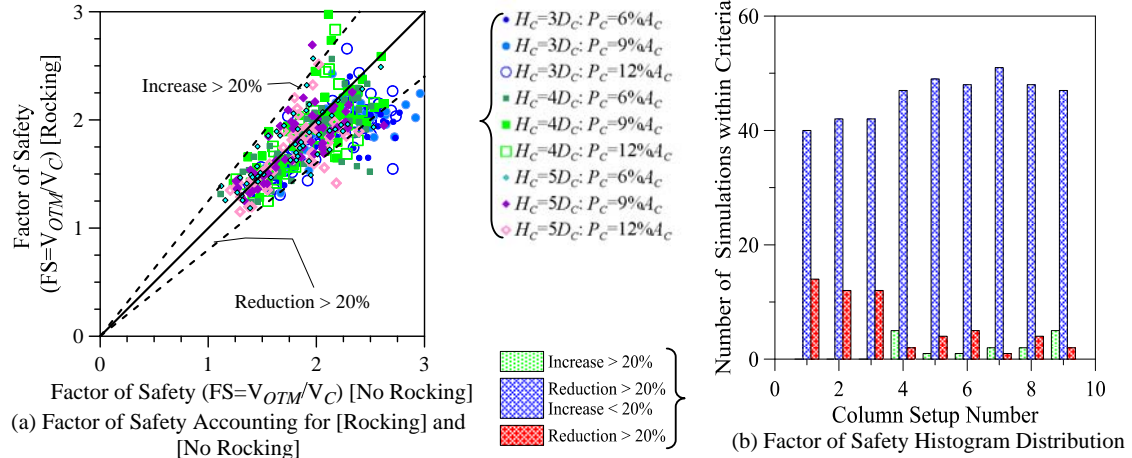 3
2
1
0
0
1
2
3
Factor of Safety
(FS=V_OTM/V_C) [Rocking]
Increase > 20%
Reduction > 20%
Factor of Safety (FS=V_OTM/V_C) [No Rocking]
(a) Factor of Safety Accounting for [Rocking] and
[No Rocking]
H_C=3D_C: P_C=6%A_C
H_C=3D_C: P_C=9%A_C
H_C=3D_C: P_C=12%A_C
H_C=4D_C: P_C=6%A_C
H_C=4D_C: P_C=9%A_C
H_C=4D_C: P_C=12%A_C
H_C=5D_C: P_C=6%A_C
H_C=5D_C: P_C=9%A_C
H_C=5D_C: P_C=12%A_C
Increase > 20%
Reduction > 20%
Increase < 20%
Reduction > 20%
60
40
20
0
0
2
4
6
8
10
Number of Simulations within Criteria
Column Setup Number
(b) Factor of Safety Histogram Distribution